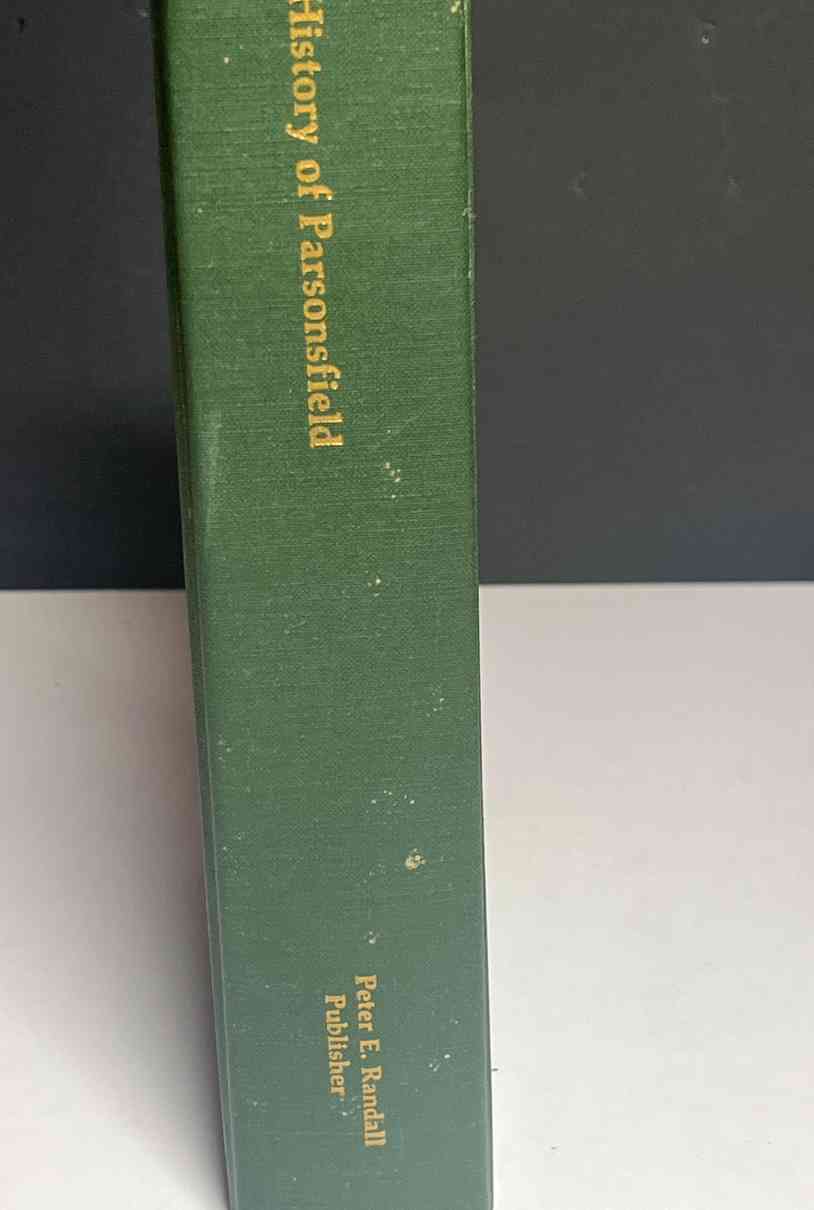 History of Parsonsfield
Peter E. Randall
Publisher